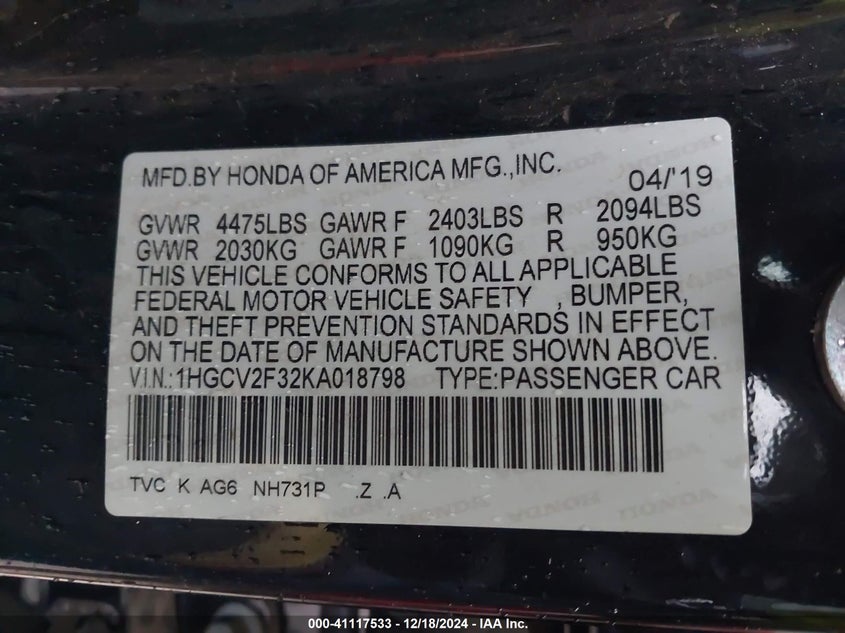 MFD.BY HONDA OF AMERICA MFG.,INC. 04/'19
GVWR 4475LBS GAWR F 2403LBS R 2094LBS
GVWR 2030KG GAWR F 1090KG R 950KG
THIS VEHICLE CONFORMS TO ALL APPLICABLE
FEDERAL MOTOR VEHICLE SAFETY , BUMPER,
AND THEFT PREVENTION STANDARDS IN EFFECT
ON THE DATE OF MANUFACTURE SHOWN ABOVE.
V.I.N.:1HGCV2F32KA018798 TYPE:PASSENGER CAR
TVC K AG6 NH731P .Z .A
000-41117533 - 12/18/2024 - IAA Inc.